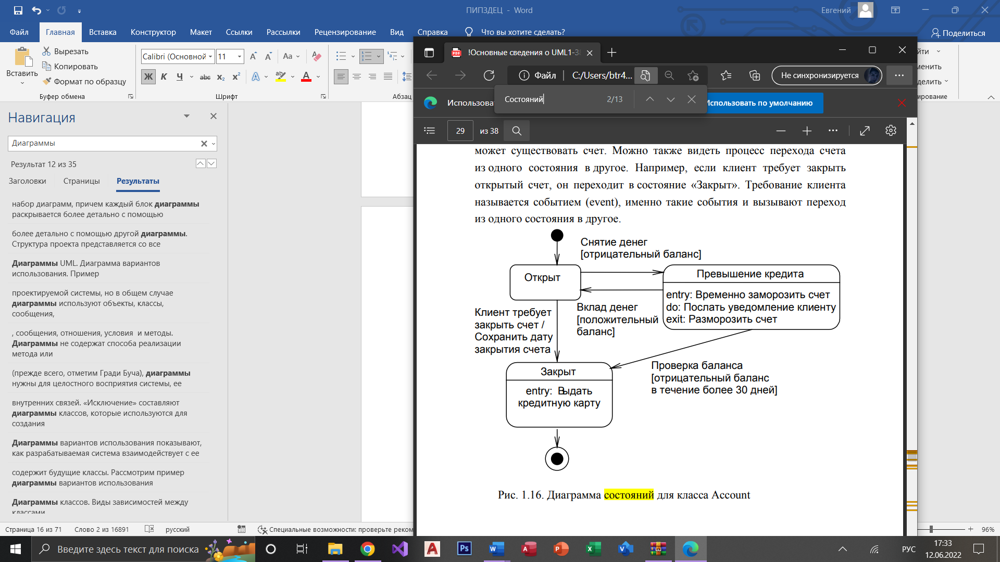 ПИПЗДЕЦ - Word
Евгений
Файл
Главная
Вставка
Конструктор
Макет
Ссылки
Рассылки
Рецензирование
Вид
Справка
Что вы хотите сделать?
Поделиться
Вставить
Вырезать
Копировать
Формат по образцу
Буфер обмена
Calibri (Основной
11
Aa
Ж К Ч abc x₂ x² A ab A
Шрифт
Абзац
!Основные сведения о UML1-3
Файл
C:/Users/btr4...
Не синхронизируется
Состояний
2/13
Использоват
Использовать по умолчанию
29
из 38
Навигация
Диаграммы
Результат 12 из 35
Заголовки
Страницы
Результаты
набор диаграмм, причем каждый блок диаграммы
раскрывается более детально с помощью
более детально с помощью другой диаграммы.
Структура проекта представляется со все
Диаграммы UML. Диаграмма вариантов
использования. Пример
проектируемой системы, но в общем случае
диаграммы используют объекты, классы,
сообщения,
, сообщения, отношения, условия и методы.
Диаграммы не содержат способа реализации
метода или
(прежде всего, отметим Гради Буча), диаграммы
нужны для целостного восприятия системы, ее
внутренних связей. «Исключение» составляют
диаграммы классов, которые используются для
создания
Диаграммы вариантов использования показывают,
как разрабатываемая система взаимодействует с ее
содержит будущие классы. Рассмотрим пример
диаграммы вариантов использования
Диаграммы классов. Виды зависимостей между
классами
может существовать счет. Можно также видеть процесс перехода счета
из одного состояния в другое. Например, если клиент требует закрыть
открытый счет, он переходит в состояние «Закрыт». Требование клиента
называется событием (event), именно такие события и вызывают переход
из одного состояния в другое.
Снятие денег
[отрицательный баланс]
Открыт
Превышение кредита
entry: Временно заморозить счет
do: Послать уведомление клиенту
exit: Разморозить счет
Вклад денег
[положительный
баланс]
Клиент требует
закрыть счет /
Сохранить дату
закрытия счета
Закрыт
entry: Выдать
кредитную карту
Проверка баланса
[отрицательный баланс
в течение более 30 дней]
Рис. 1.16. Диаграмма состояний для класса Account
Страница 16 из 71
Слово 2 из 16891
русский
Специальные возможности: проверьте реком
96%
Введите здесь текст для поиска
РУС
17:33
12.06.2022